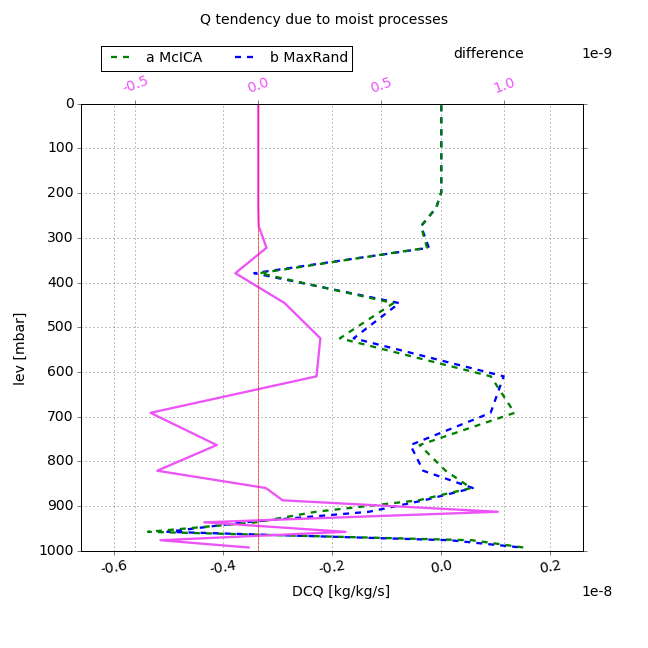 Q tendency due to moist processes
a McICA b MaxRand difference 1e-9
-0.5 0.0 0.5 1.0
0
100
200
300
400
500
600
700
800
900
1000
lev [mbar]
-0.6 -0.4 -0.2 0.0 0.2
DCQ [kg/kg/s] 1e-8